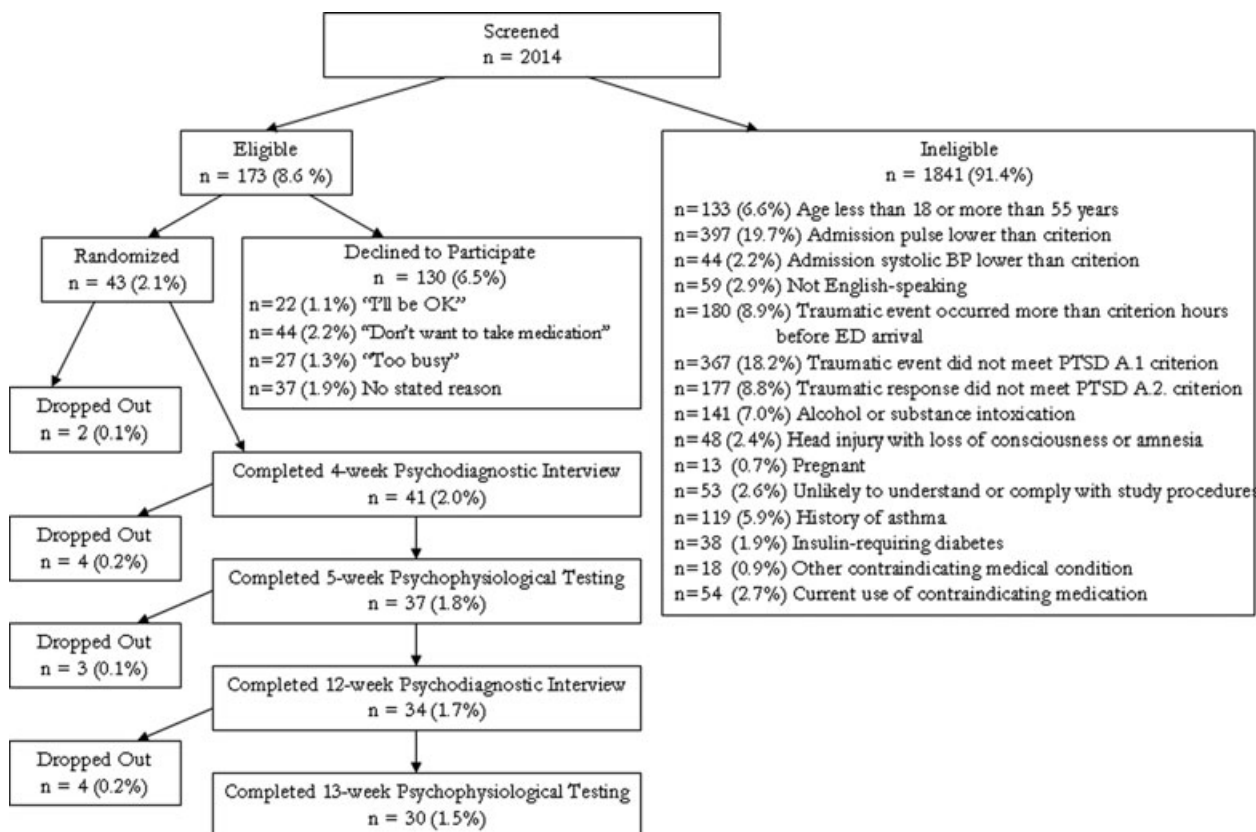 Screened
n = 2014
Eligible
n = 173 (8.6 %)
Ineligible
n = 1841 (91.4%)
n=133 (6.6%) Age less than 18 or more than 55 years
n=397 (19.7%) Admission pulse lower than criterion
n=44 (2.2%) Admission systolic BP lower than criterion
n=59 (2.9%) Not English-speaking
n=180 (8.9%) Traumatic event occurred more than criterion hours
before ED arrival
n=367 (18.2%) Traumatic event did not meet PTSD A.1 criterion
n=177 (8.8%) Traumatic response did not meet PTSD A.2. criterion
n=141 (7.0%) Alcohol or substance intoxication
n=48 (2.4%) Head injury with loss of consciousness or amnesia
n=13 (0.7%) Pregnant
n=53 (2.6%) Unlikely to understand or comply with study procedures
n=119 (5.9%) History of asthma
n=38 (1.9%) Insulin-requiring diabetes
n=18 (0.9%) Other contraindicating medical condition
n=54 (2.7%) Current use of contraindicating medication
Randomized
n = 43 (2.1%)
Declined to Participate
n = 130 (6.5%)
n=22 (1.1%) “I'll be OK”
n=44 (2.2%) “Don't want to take medication”
n=27 (1.3%) “Too busy”
n=37 (1.9%) No stated reason
Dropped Out
n = 2 (0.1%)
Completed 4-week Psychodiagnostic Interview
n = 41 (2.0%)
Dropped Out
n = 4 (0.2%)
Completed 5-week Psychophysiological Testing
n = 37 (1.8%)
Dropped Out
n = 3 (0.1%)
Completed 12-week Psychodiagnostic Interview
n = 34 (1.7%)
Dropped Out
n = 4 (0.2%)
Completed 13-week Psychophysiological Testing
n = 30 (1.5%)